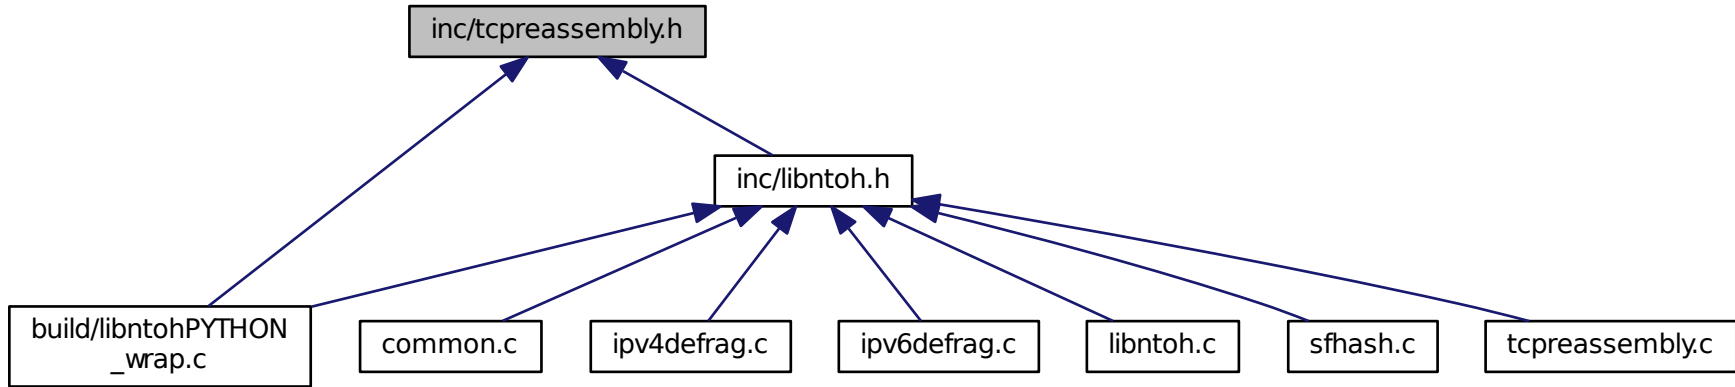 inc/tcpreassembly.h
inc/libntoh.h
build/libntohPYTHON
_wrap.c
common.c
ipv4defrag.c
ipv6defrag.c
libntoh.c
sfhash.c
tcpreassembly.c